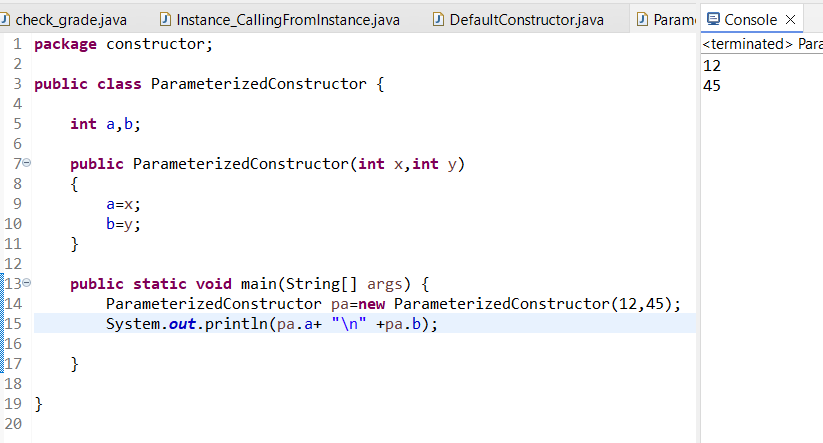 check_grade.java Instance_CallingFromInstance.java DefaultConstructor.java Console
<terminated>
1 package constructor;
2
3 public class ParameterizedConstructor {
4
5 int a,b;
6
7 public ParameterizedConstructor(int x,int y)
8 {
9 a=x;
10 b=y;
11 }
12
13 public static void main(String[] args) {
14 ParameterizedConstructor pa=new ParameterizedConstructor(12,45);
15 System.out.println(pa.a+ "\n" +pa.b);
16
17 }
18
19 }
20
12
45